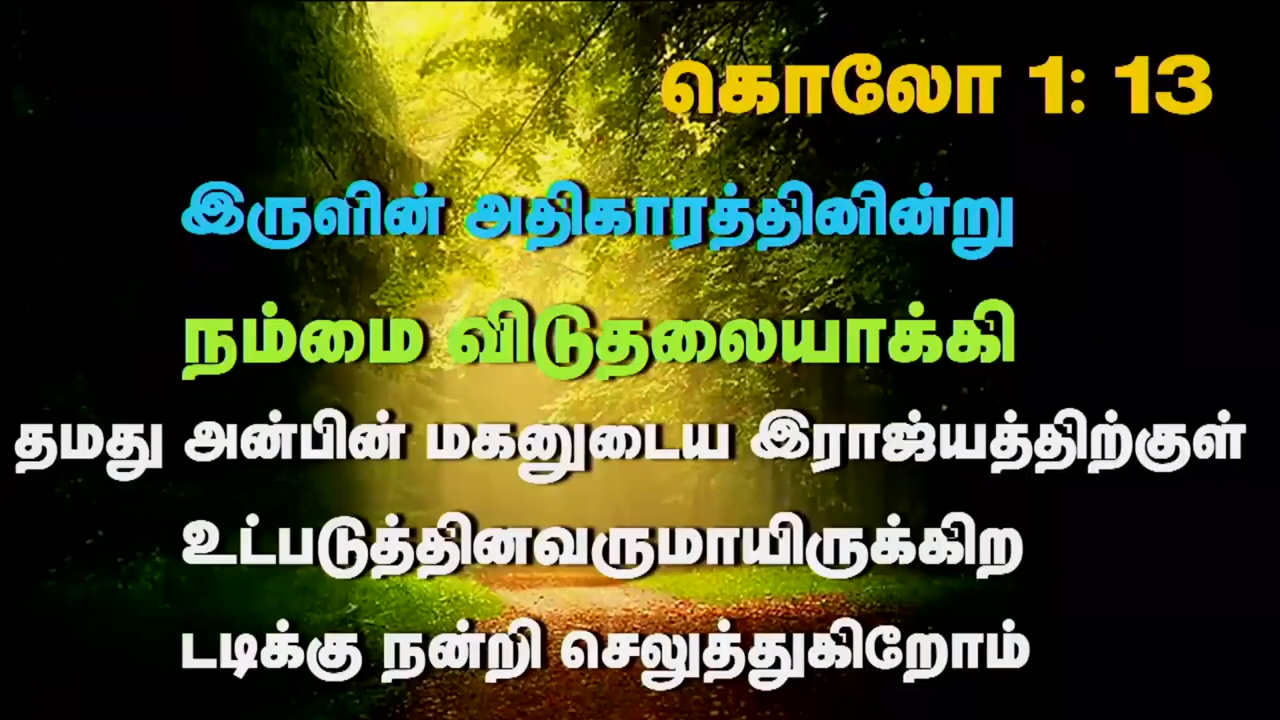 கொலோ 1: 13
இருளின் அதிகாரத்தினின்று
நம்மை விடுதலையாக்கி
தமது அன்பின் மகனுடைய இராஜ்யத்திற்குள்
உட்படுத்தினவருமாயிருக்கிற
டடிக்கு நன்றி செலுத்துகிறோம்